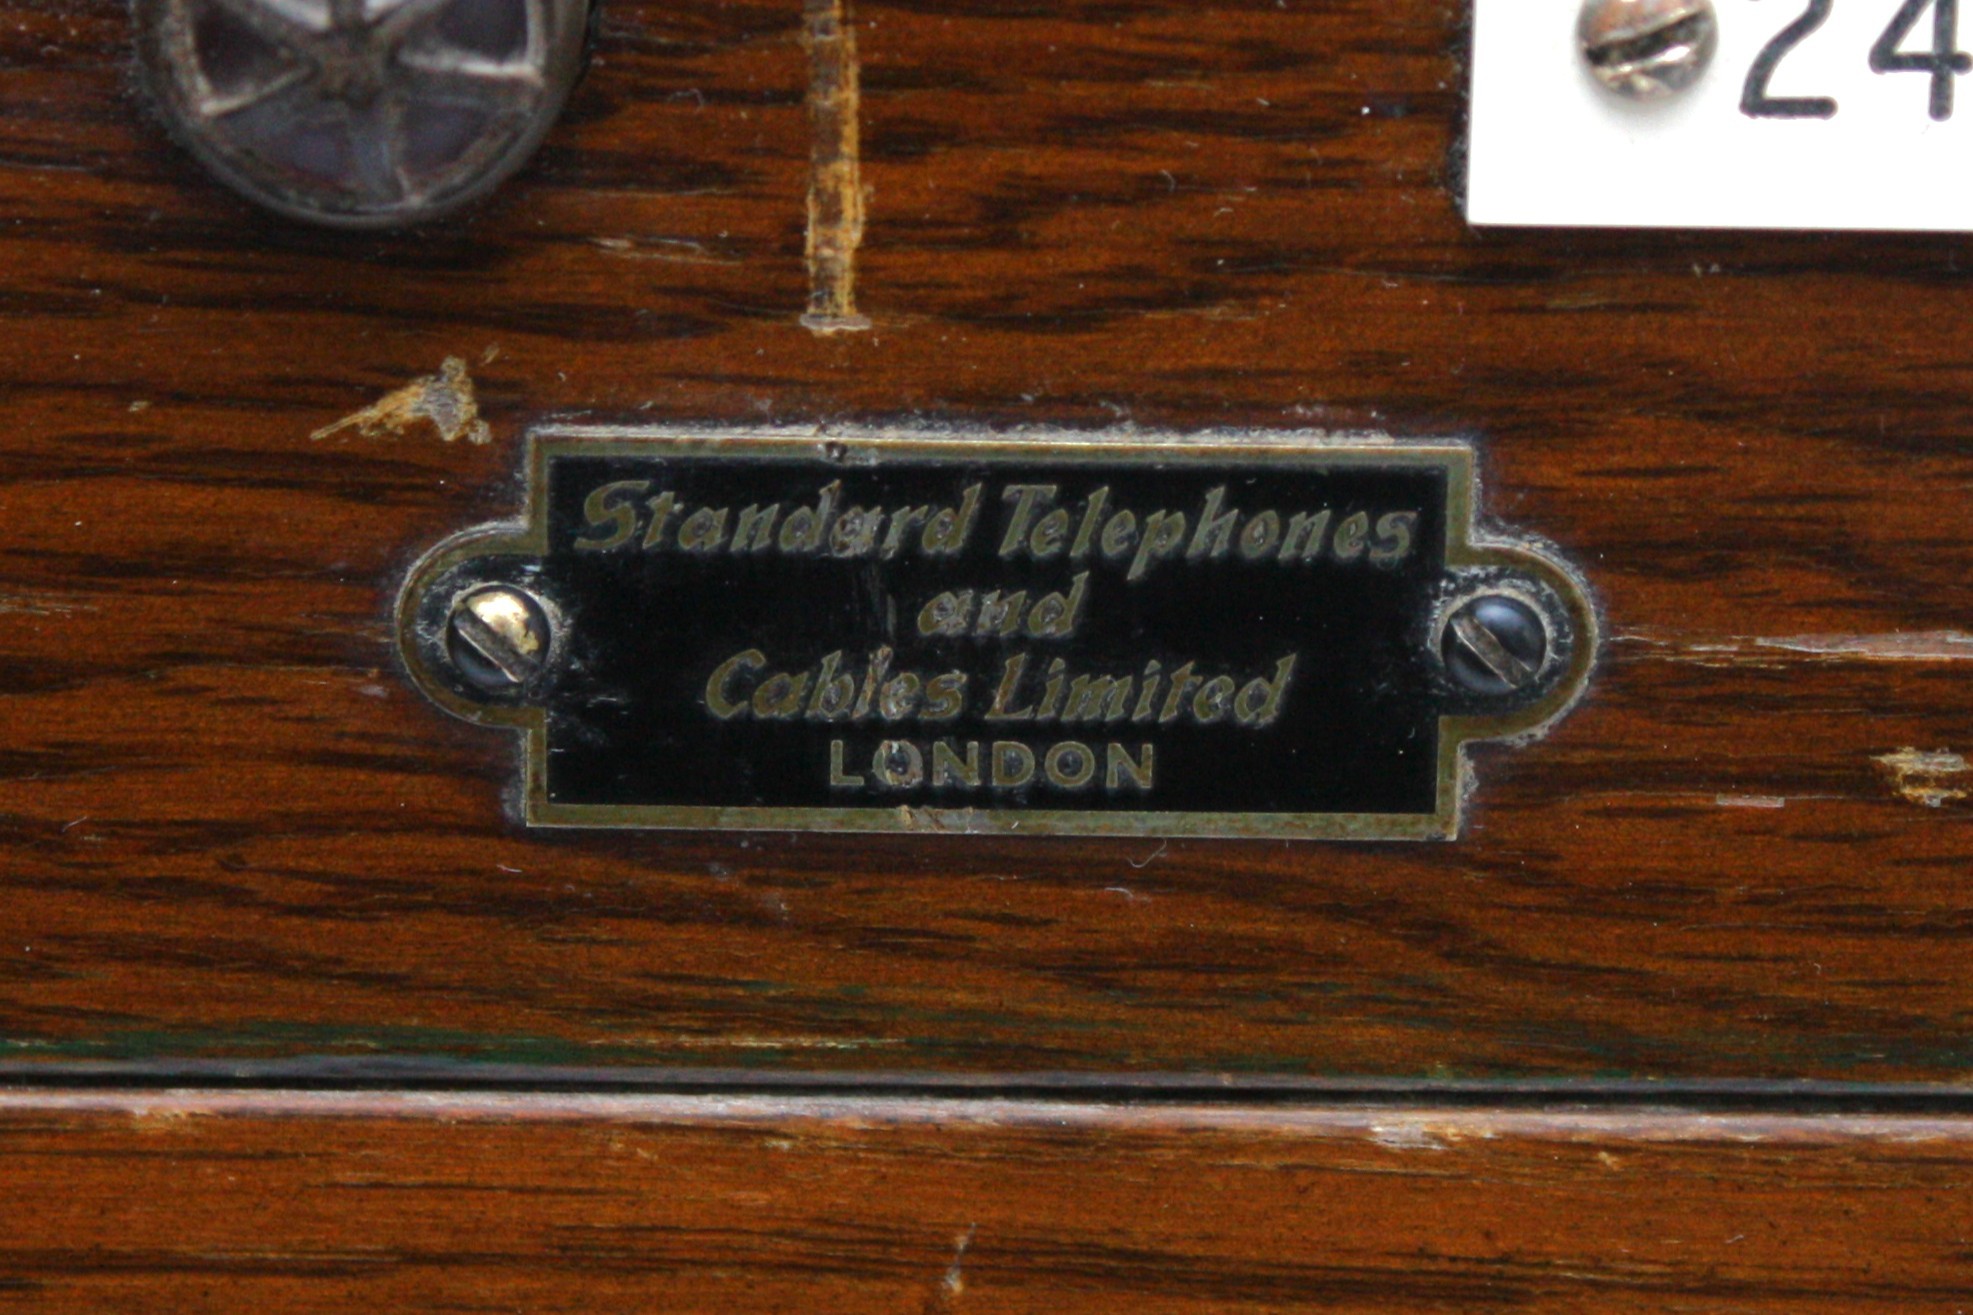 24
Standard Telephones
and
Cables Limited
LONDON